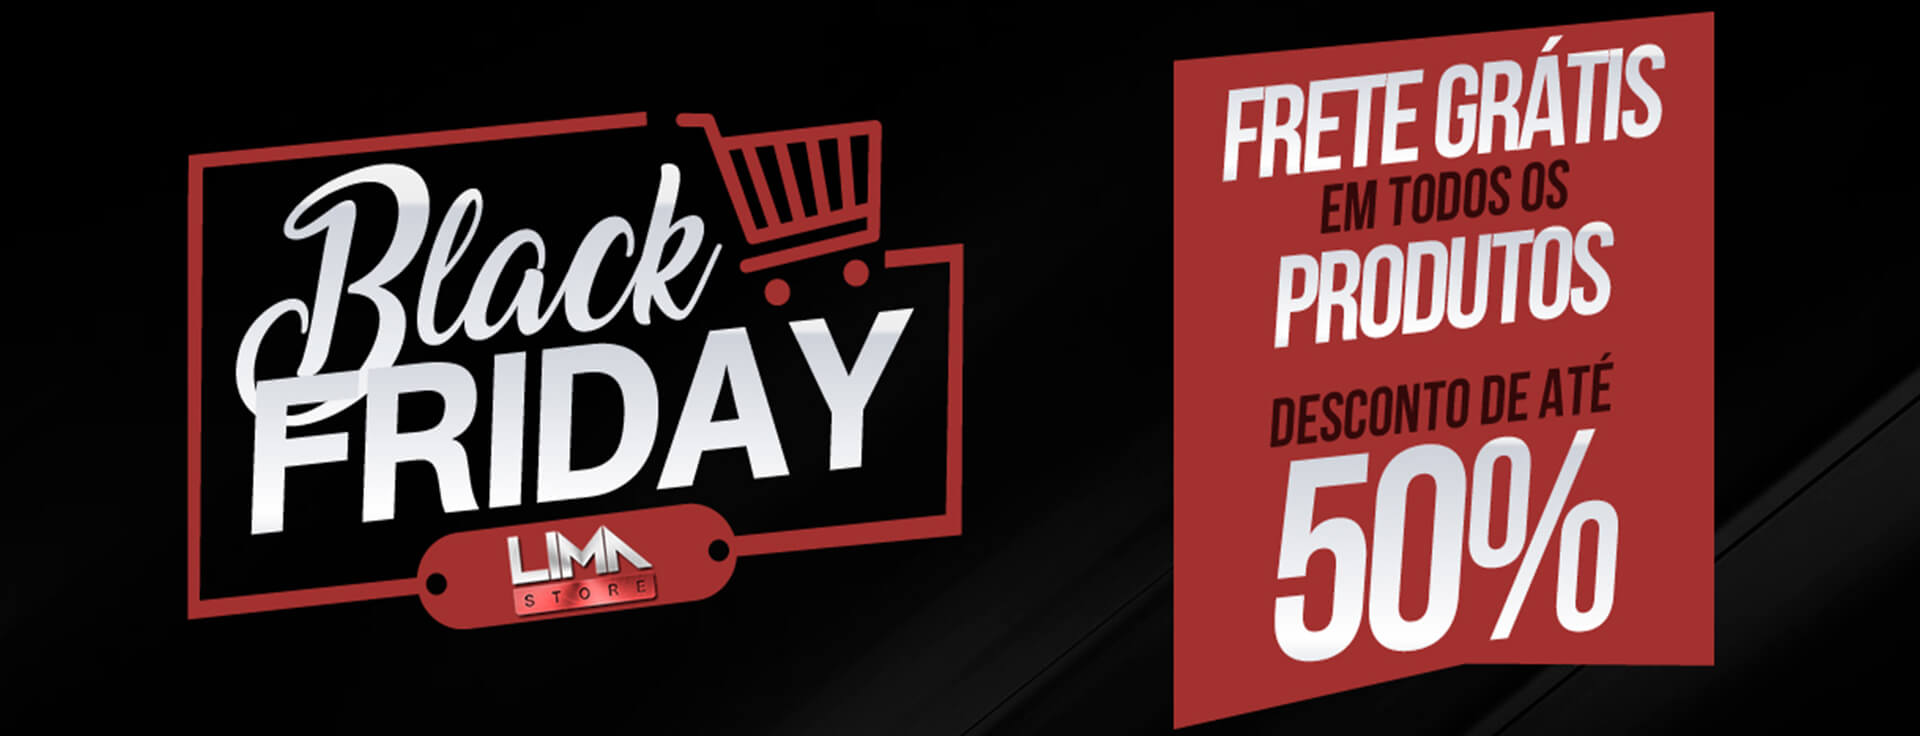 Black
FRIDAY
LIMA
STORE
FRETE GRÁTIS
EM TODOS OS
PRODUTOS
DESCONTO DE ATÉ
50%